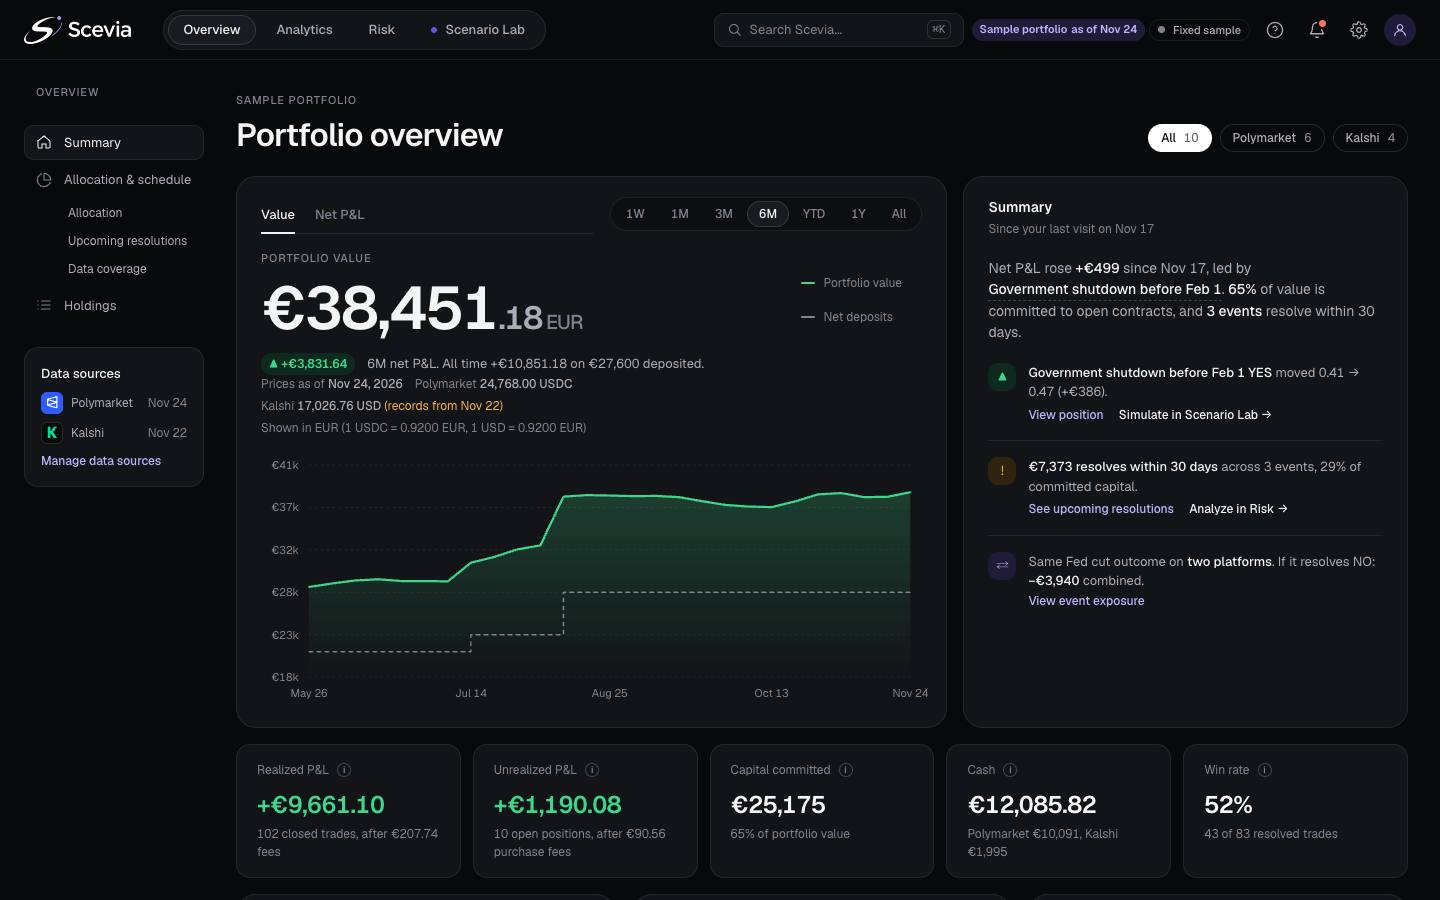 Scevia
Overview
Analytics
Risk
Scenario Lab
Search Scevia...
⌘K
Sample portfolio as of Nov 24
Fixed sample
OVERVIEW
Summary
Allocation & schedule
Allocation
Upcoming resolutions
Data coverage
Holdings
Data sources
Polymarket Nov 24
Kalshi Nov 22
Manage data sources
SAMPLE PORTFOLIO
Portfolio overview
All 10
Polymarket 6
Kalshi 4
Value
Net P&L
1W 1M 3M 6M YTD 1Y All
PORTFOLIO VALUE
€38,451.18 EUR
Portfolio value
Net deposits
▲ +€3,831.64 6M net P&L. All time +€10,851.18 on €27,600 deposited.
Prices as of Nov 24, 2026 Polymarket 24,768.00 USDC
Kalshi 17,026.76 USD (records from Nov 22)
Shown in EUR (1 USDC = 0.9200 EUR, 1 USD = 0.9200 EUR)
€41k
€37k
€32k
€28k
€23k
€18k
May 26 Jul 14 Aug 25 Oct 13 Nov 24
Summary
Since your last visit on Nov 17
Net P&L rose +€499 since Nov 17, led by
Government shutdown before Feb 1. 65% of value is
committed to open contracts, and 3 events resolve within 30
days.
▲
Government shutdown before Feb 1 YES moved 0.41 →
0.47 (+€386).
View position Simulate in Scenario Lab →
!
€7,373 resolves within 30 days across 3 events, 29% of
committed capital.
See upcoming resolutions Analyze in Risk →
⇄
Same Fed cut outcome on two platforms. If it resolves NO:
−€3,940 combined.
View event exposure
Realized P&L i
+€9,661.10
102 closed trades, after €207.74
fees
Unrealized P&L i
+€1,190.08
10 open positions, after €90.56
purchase fees
Capital committed i
€25,175
65% of portfolio value
Cash i
€12,085.82
Polymarket €10,091, Kalshi
€1,995
Win rate i
52%
43 of 83 resolved trades